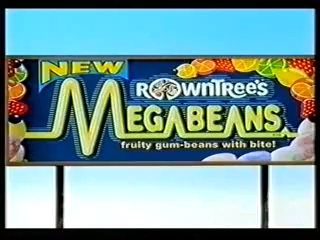 NEW
ROWNTREE'S
MEGABEANS
fruity gum-beans with bite!